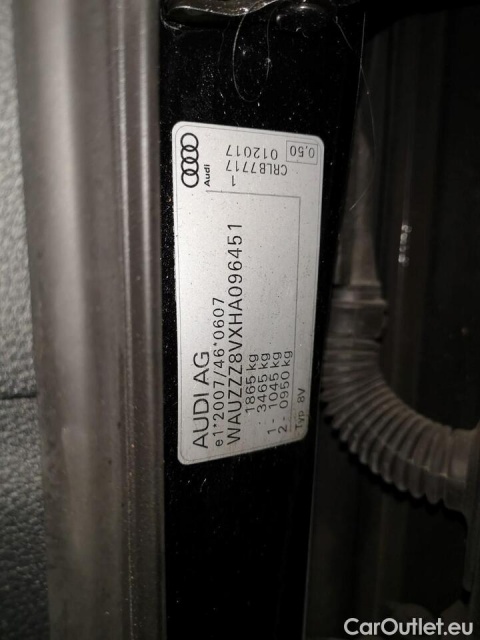 AUDI AG
e1*2007/46*0607
WAUZZZ8VXHA096451
1865 kg
3465 kg
1 - 1045 kg
2 - 0950 kg
Typ 8V
Audi
1
CRLB7717
012017
0,50
CarOutlet.eu